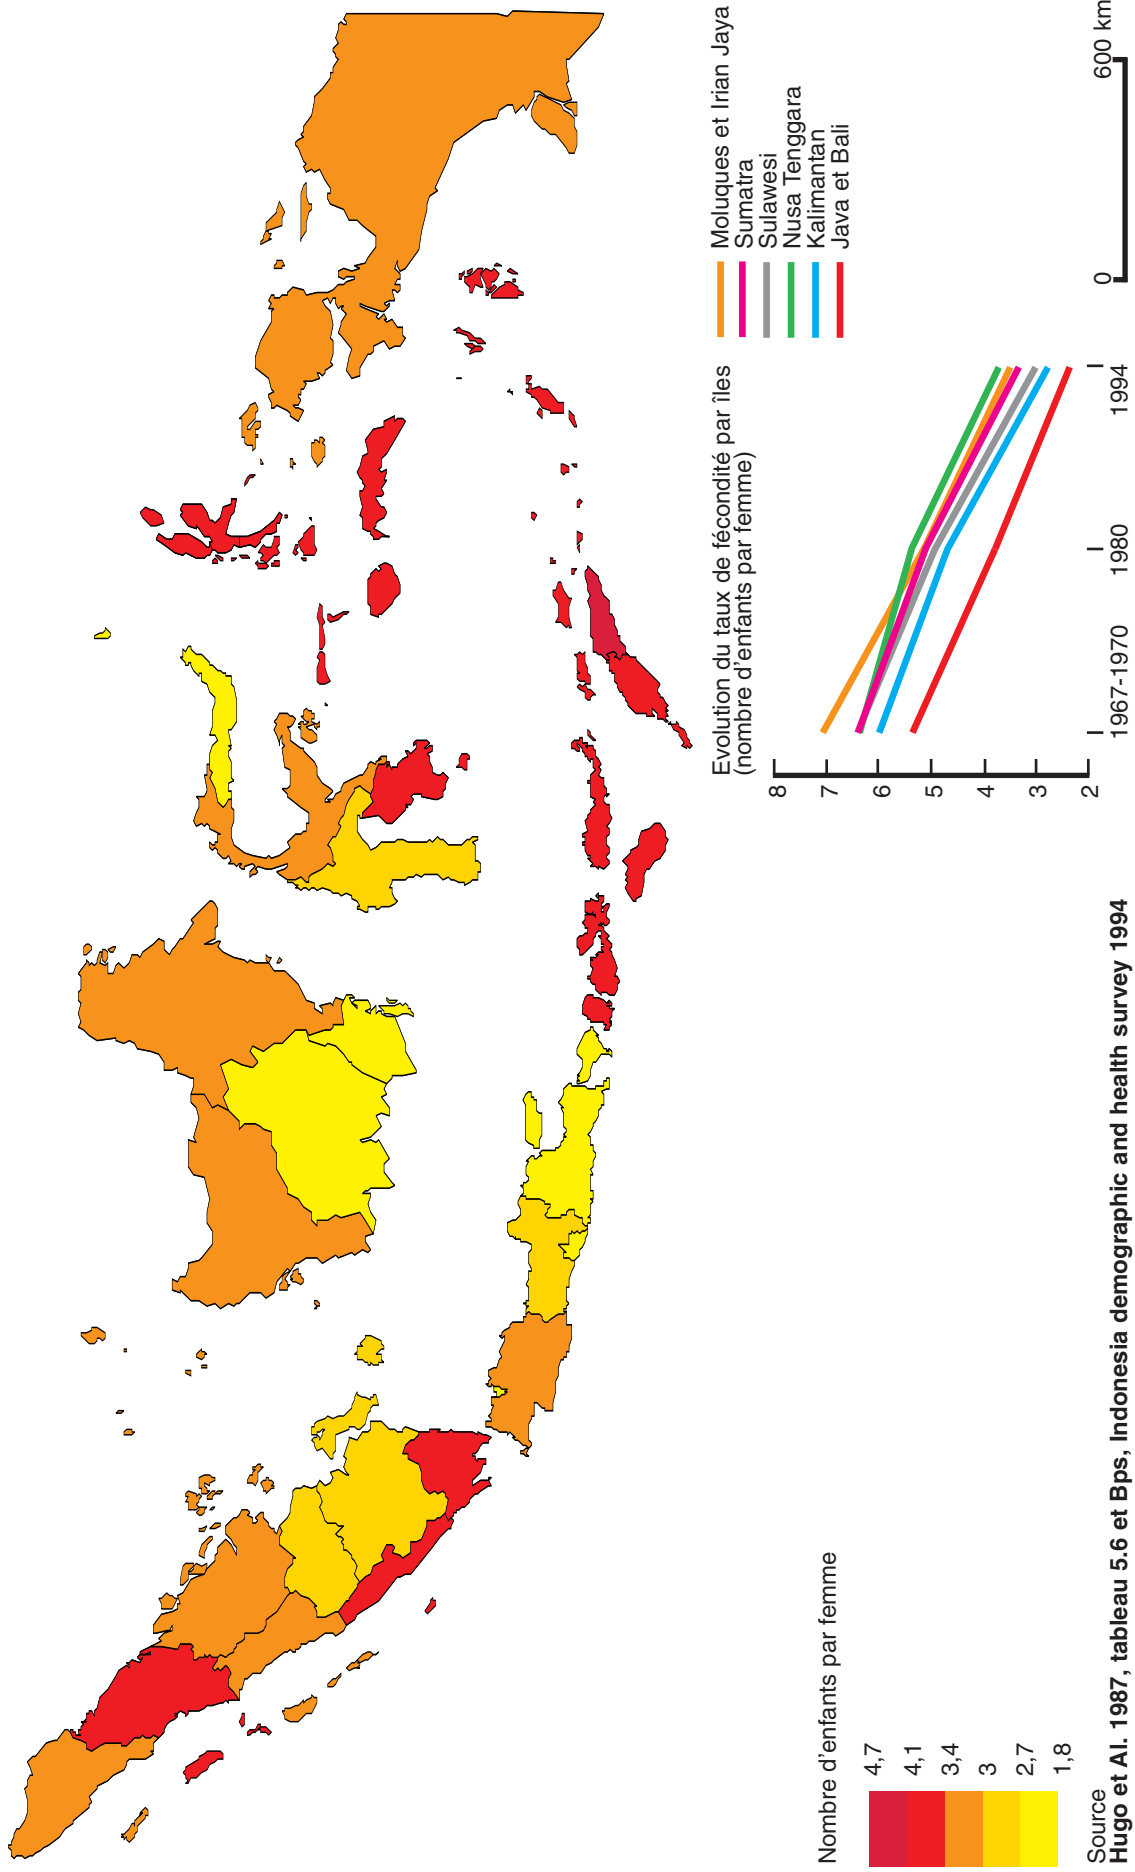 Nombre d'enfants par femme
4,7
4,1
3,4
3
2,7
1,8
Source
Hugo et Al. 1987, tableau 5.6 et Bps, Indonesia demographic and health survey 1994
Evolution du taux de fécondité par îles
(nombre d'enfants par femme)
8
7
6
5
4
3
2
1967-1970
1980
1994
Moluques et Irian Jaya
Sumatra
Sulawesi
Nusa Tenggara
Kalimantan
Java et Bali
0
600 km